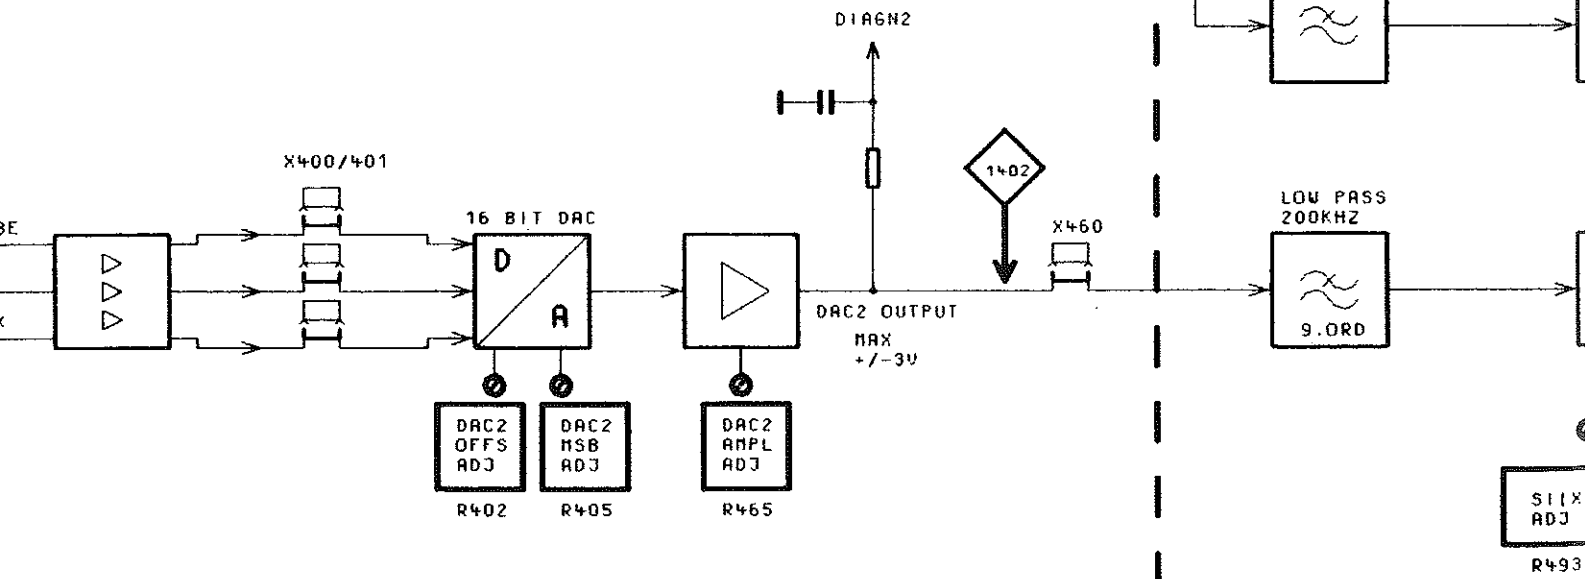 DIAGN2
X400/401
1402
LOW PASS
200KHZ
BE
16 BIT DAC
X460
D
A
DAC2 OUTPUT
MAX
+/-3V
9.ORD
X
DAC2
OFFS
ADJ
DAC2
MSB
ADJ
DAC2
AMPL
ADJ
R402
R405
R465
ADJ
R493